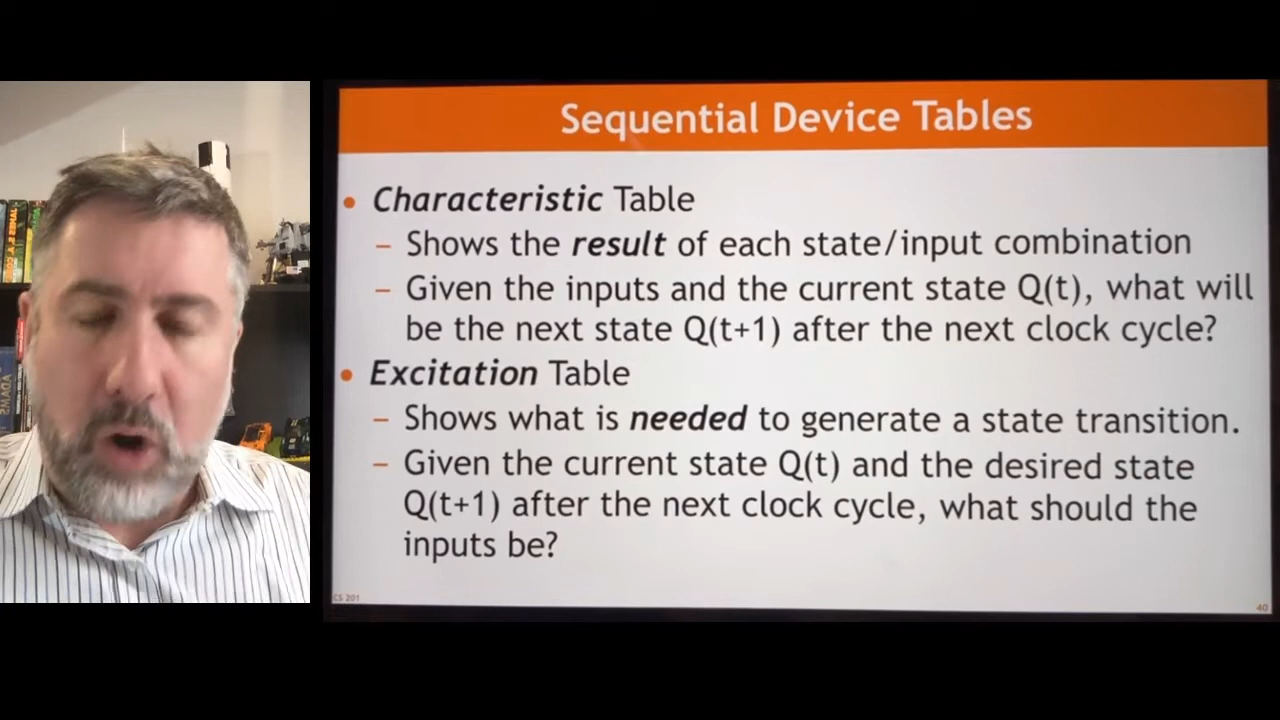 Sequential Device Tables
• Characteristic Table
– Shows the result of each state/input combination
– Given the inputs and the current state Q(t), what will
be the next state Q(t+1) after the next clock cycle?
• Excitation Table
– Shows what is needed to generate a state transition.
– Given the current state Q(t) and the desired state
Q(t+1) after the next clock cycle, what should the
inputs be?
CS 201
40